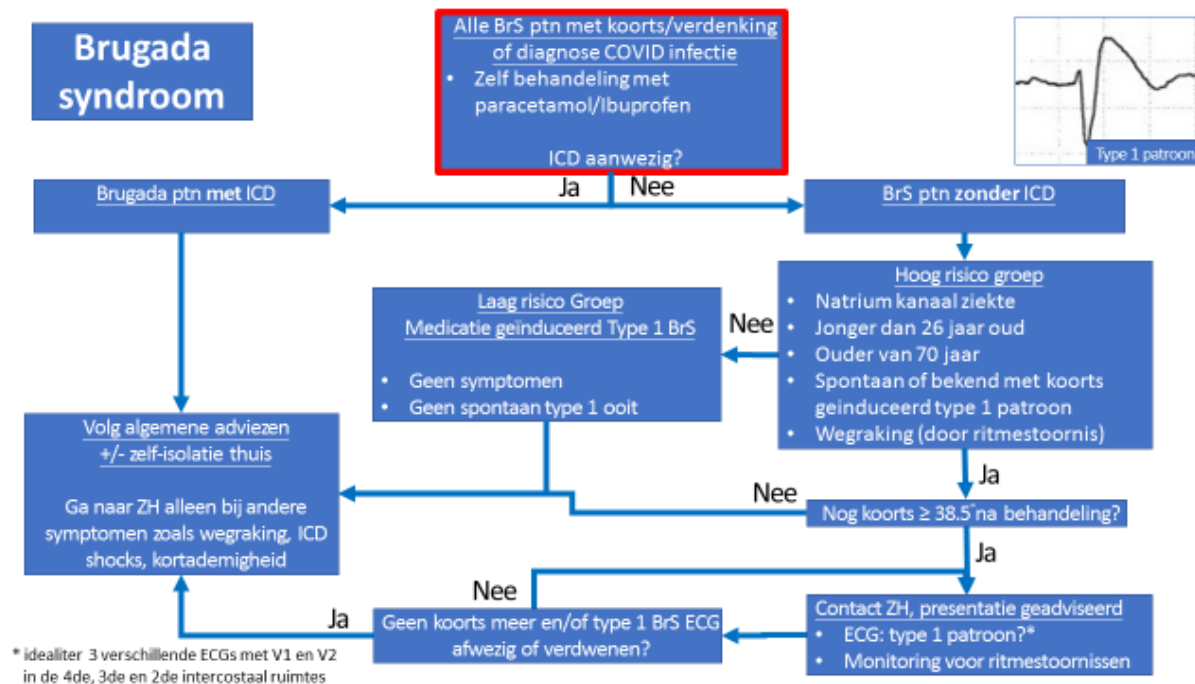 Brugada
syndroom
Alle BrS ptn met koorts/verdenking
of diagnose COVID infectie
• Zelf behandeling met
paracetamol/Ibuprofen
ICD aanwezig?
Type 1 patroon
Ja
Nee
Brugada ptn met ICD
BrS ptn zonder ICD
Hoog risico groep
• Natrium kanaal ziekte
• Jonger dan 26 jaar oud
• Ouder van 70 jaar
• Spontaan of bekend met koorts
geinduceerd type 1 patroon
• Wegraking (door ritmestoornis)
Nee
Laag risico Groep
Medicatie geïnduceerd Type 1 BrS
• Geen symptomen
• Geen spontaan type 1 ooit
Volg algemene adviezen
+/- zelf-isolatie thuis
Ga naar ZH alleen bij andere
symptomen zoals wegraking, ICD
shocks, kortademigheid
Ja
Nee
Nog koorts ≥ 38.5° na behandeling?
Ja
Nee
Contact ZH, presentatie geadviseerd
• ECG: type 1 patroon?*
• Monitoring voor ritmestoornissen
Ja
Geen koorts meer en/of type 1 BrS ECG
afwezig of verdwenen?
* idealiter 3 verschillende ECGs met V1 en V2
in de 4de, 3de en 2de intercostaal ruimtes